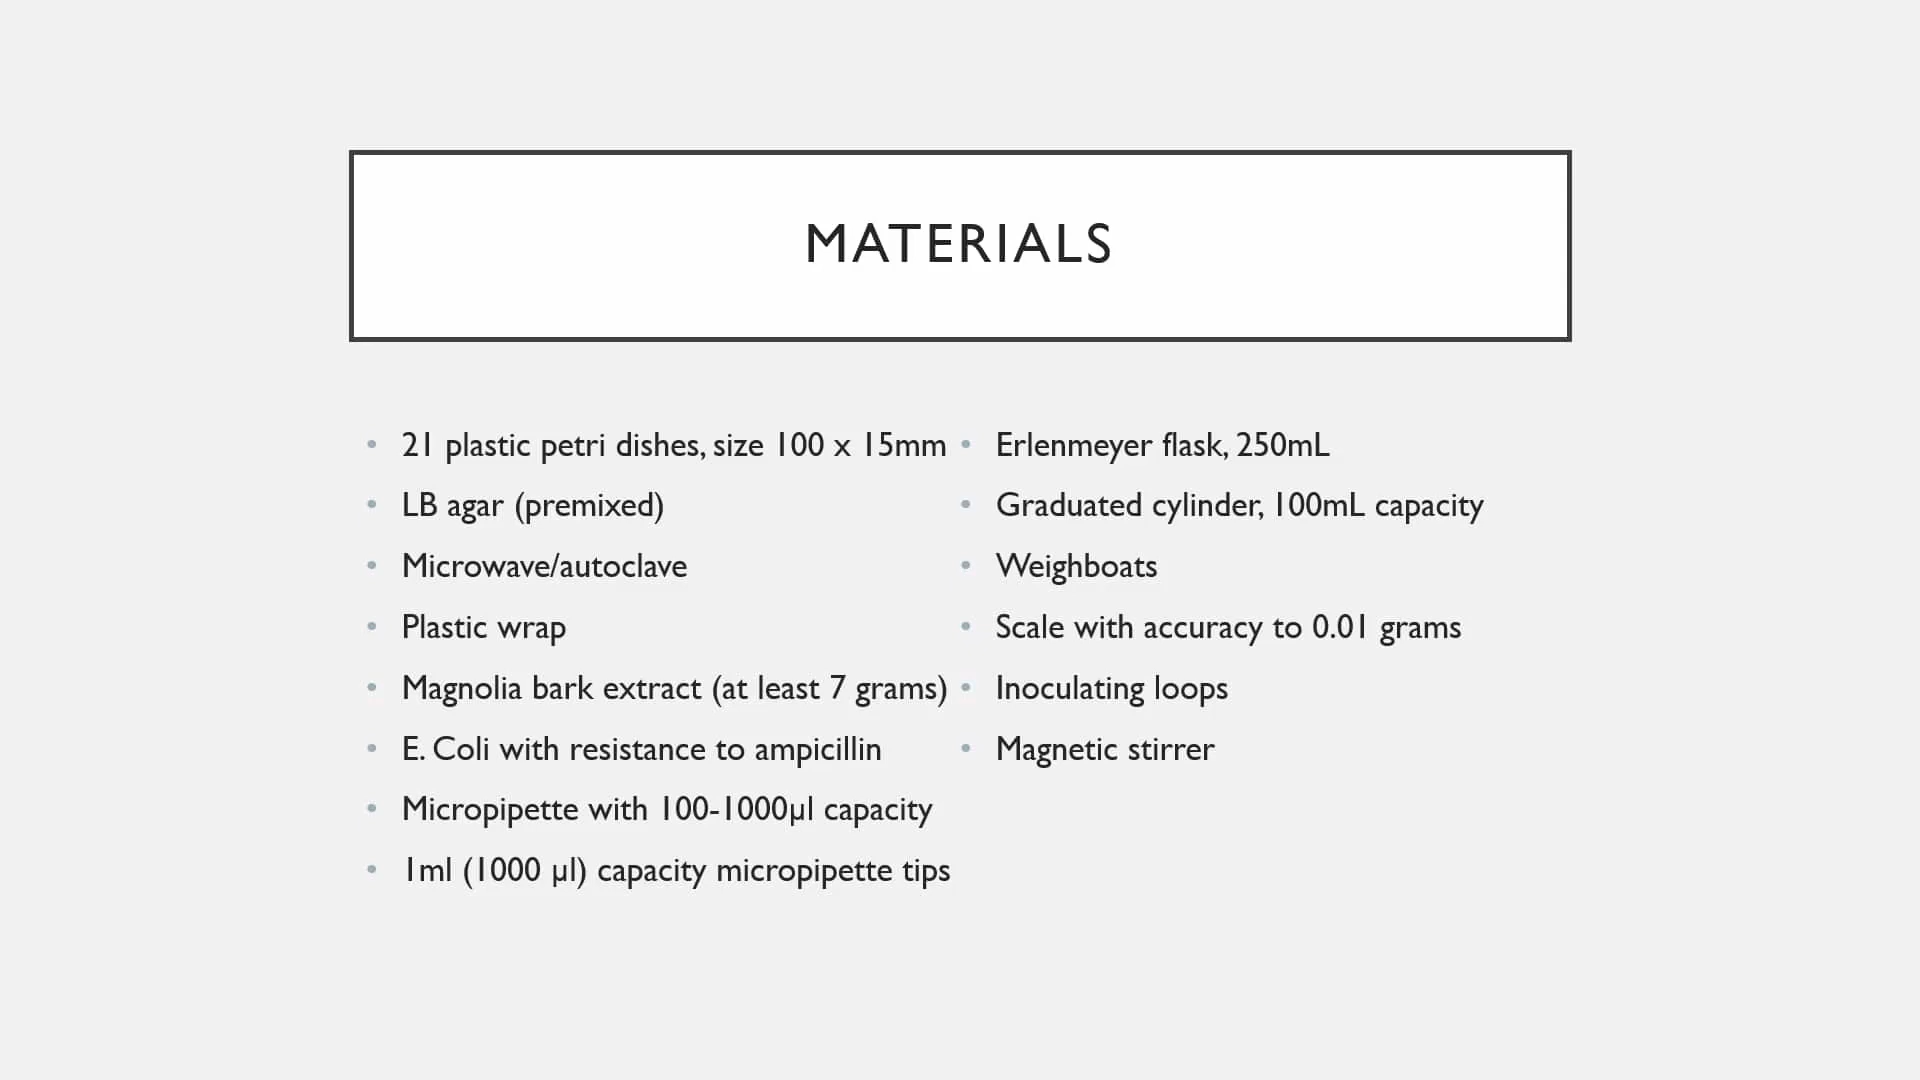 MATERIALS
21 plastic petri dishes, size 100 x 15mm
LB agar (premixed)
Microwave/autoclave
Plastic wrap
Magnolia bark extract (at least 7 grams)
E. Coli with resistance to ampicillin
Micropipette with 100-1000µl capacity
1ml (1000 µl) capacity micropipette tips
Erlenmeyer flask, 250mL
Graduated cylinder, 100mL capacity
Weighboats
Scale with accuracy to 0.01 grams
Inoculating loops
Magnetic stirrer